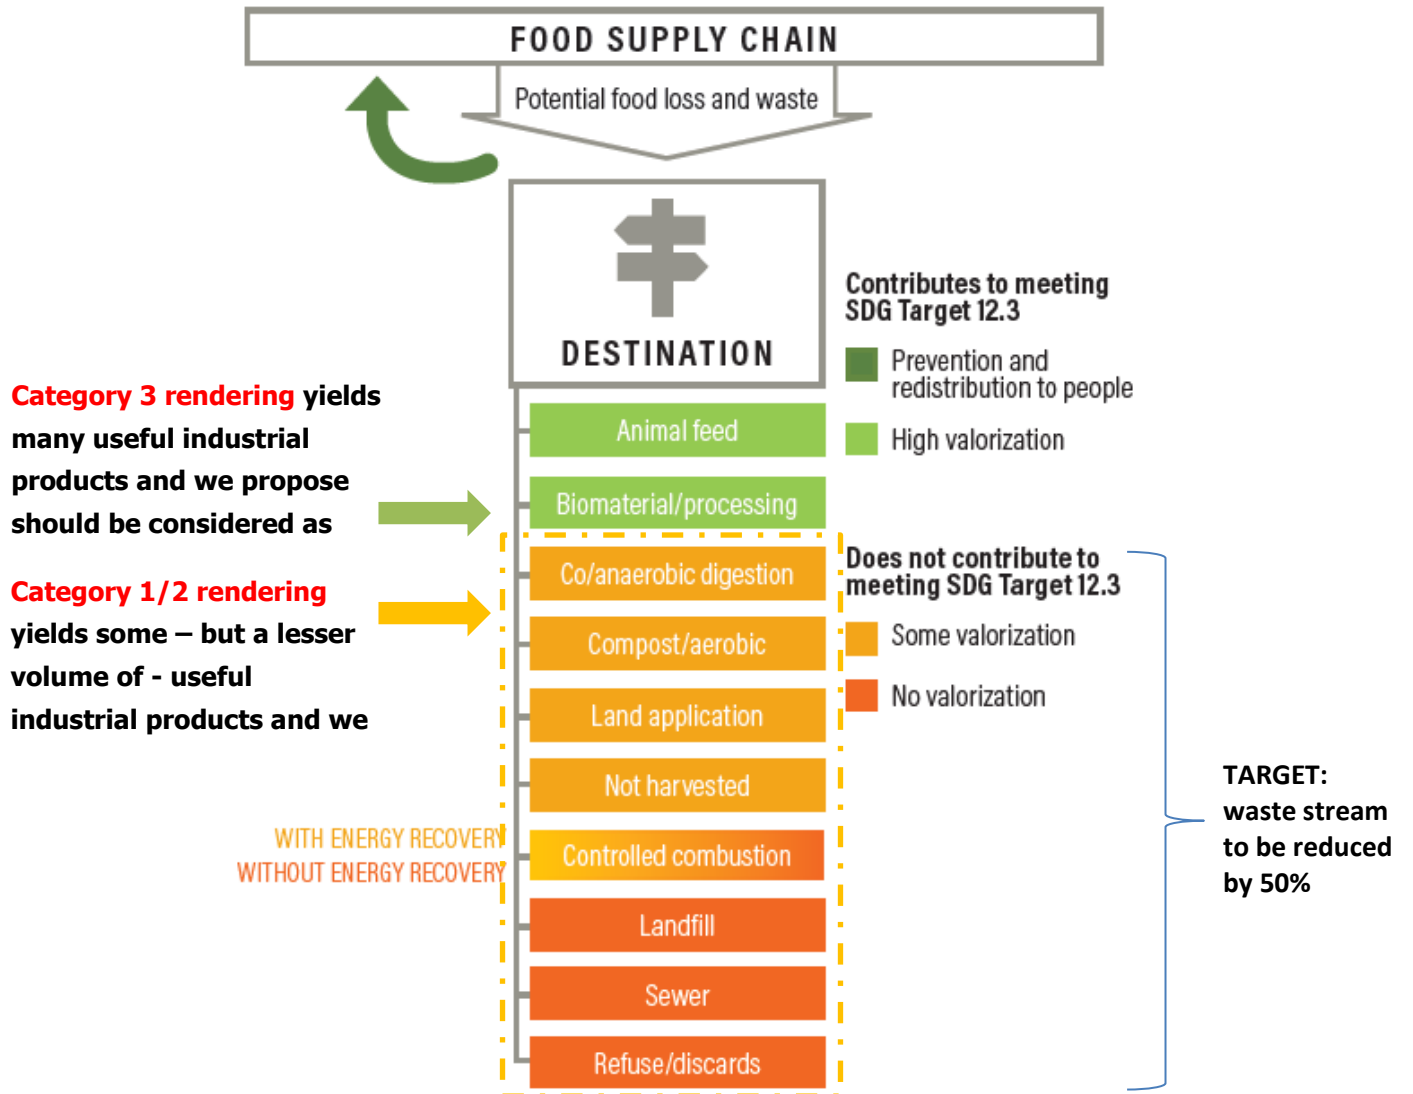 FOOD SUPPLY CHAIN
Potential food loss and waste
DESTINATION
Contributes to meeting
SDG Target 12.3
Prevention and
redistribution to people
High valorization
Category 3 rendering yields
many useful industrial
products and we propose
should be considered as
Category 1/2 rendering
yields some – but a lesser
volume of - useful
industrial products and we
Animal feed
Biomaterial/processing
Co/anaerobic digestion
Compost/aerobic
Land application
Not harvested
WITH ENERGY RECOVERY
WITHOUT ENERGY RECOVERY
Controlled combustion
Landfill
Sewer
Refuse/discards
Does not contribute to
meeting SDG Target 12.3
Some valorization
No valorization
TARGET:
waste stream
to be reduced
by 50%